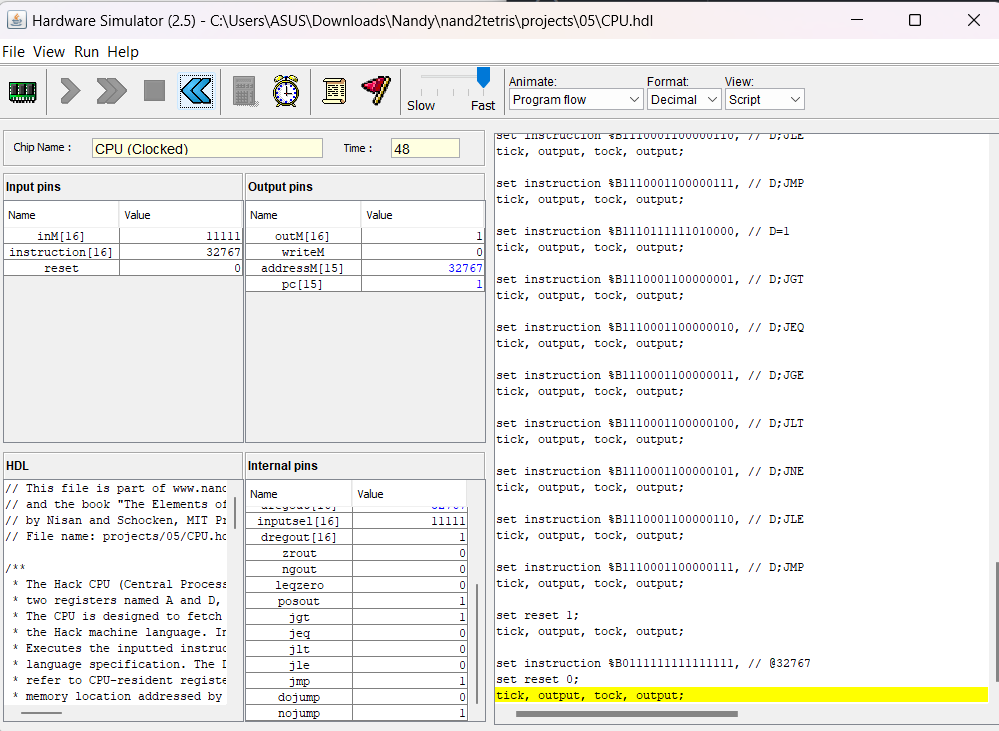 Hardware Simulator (2.5) - C:\Users\ASUS\Downloads\Nandy\nand2tetris\projects\05\CPU.hdl
File View Run Help
Slow Fast
Animate:
Program flow
Format:
Decimal
View:
Script
Chip Name :
CPU (Clocked)
Time :
48
Input pins
Name Value
inM[16] 11111
instruction[16] 32767
reset 0
Output pins
Name Value
outM[16] 1
writeM 0
addressM[15] 32767
pc[15] 1
HDL
// This file is part of www.nand
// and the book "The Elements of
// by Nisan and Schocken, MIT Pr
// File name: projects/05/CPU.hd
/**
* The Hack CPU (Central Process
* two registers named A and D,
* The CPU is designed to fetch
* the Hack machine language. In
* Executes the inputted instruc
* language specification. The D
* refer to CPU-resident registe
* memory location addressed by
Internal pins
Name Value
inputsel[16] 11111
dregout[16] 1
zrout 0
ngout 0
leqzero 0
posout 1
jgt 1
jeq 0
jlt 0
jle 0
jmp 1
dojump 0
nojump 1
set instruction %B1110001100000110, // D;JLE
tick, output, tock, output;
set instruction %B1110001100000111, // D;JMP
tick, output, tock, output;
set instruction %B1110111111010000, // D=1
tick, output, tock, output;
set instruction %B1110001100000001, // D;JGT
tick, output, tock, output;
set instruction %B1110001100000010, // D;JEQ
tick, output, tock, output;
set instruction %B1110001100000011, // D;JGE
tick, output, tock, output;
set instruction %B1110001100000100, // D;JLT
tick, output, tock, output;
set instruction %B1110001100000101, // D;JNE
tick, output, tock, output;
set instruction %B1110001100000110, // D;JLE
tick, output, tock, output;
set instruction %B1110001100000111, // D;JMP
tick, output, tock, output;
set reset 1;
tick, output, tock, output;
set instruction %B0111111111111111, // @32767
set reset 0;
tick, output, tock, output;